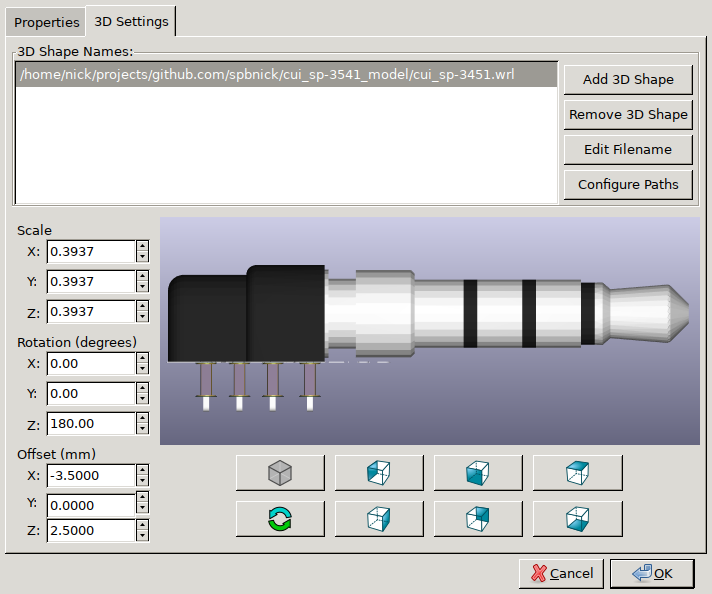 Properties
3D Settings
3D Shape Names:
/home/nick/projects/github.com/spbnick/cui_sp-3541_model/cui_sp-3451.wrl
Add 3D Shape
Remove 3D Shape
Edit Filename
Configure Paths
Scale
X: 0.3937
Y: 0.3937
Z: 0.3937
Rotation (degrees)
X: 0.00
Y: 0.00
Z: 180.00
Offset (mm)
X: -3.5000
Y: 0.0000
Z: 2.5000
Cancel
OK